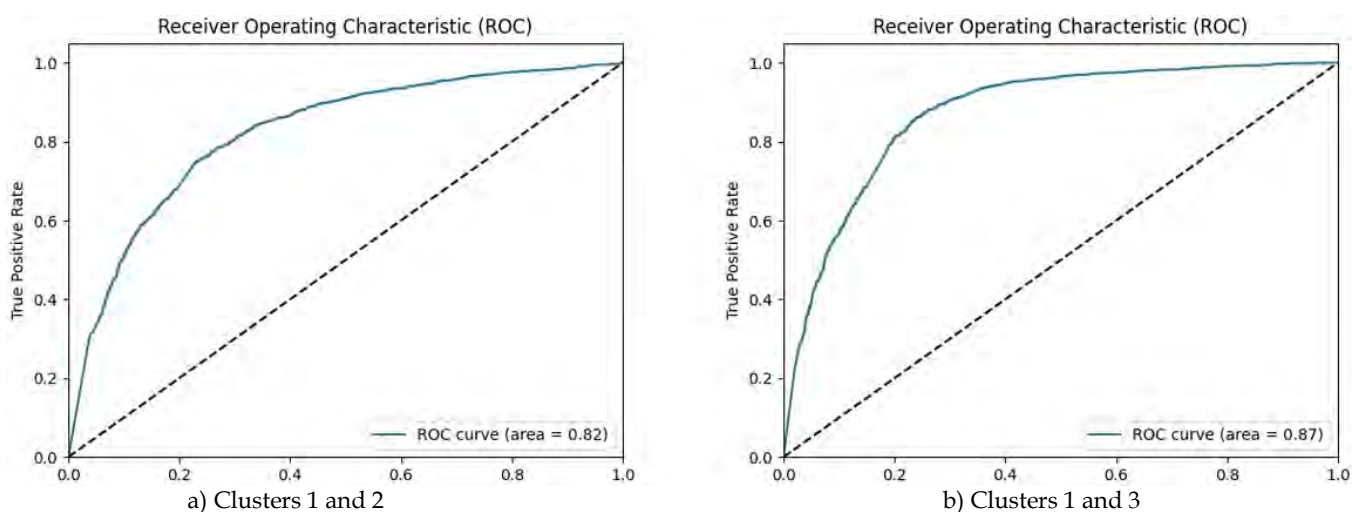 Receiver Operating Characteristic (ROC)
1.0
0.8
0.6
0.4
0.2
0.0
True Positive Rate
ROC curve (area = 0.82)
0.0 0.2 0.4 0.6 0.8 1.0
a) Clusters 1 and 2
Receiver Operating Characteristic (ROC)
1.0
0.8
0.6
0.4
0.2
0.0
True Positive Rate
ROC curve (area = 0.87)
0.0 0.2 0.4 0.6 0.8 1.0
b) Clusters 1 and 3